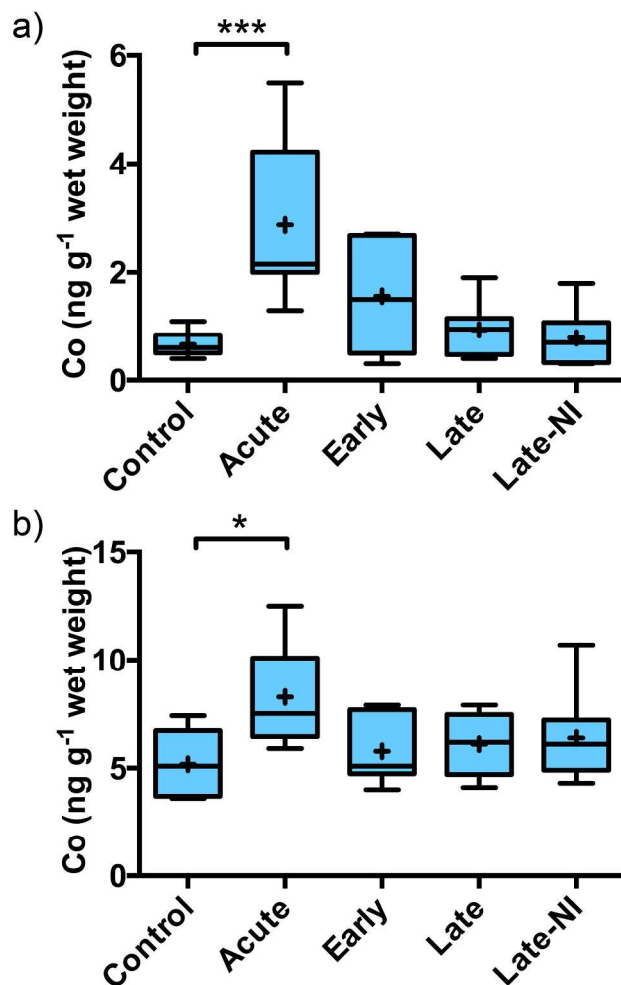 a)
***
Co (ng g⁻¹ wet weight)
6
4
2
0
Control
Acute
Early
Late
Late-NI
b)
*
Co (ng g⁻¹ wet weight)
15
10
5
0
Control
Acute
Early
Late
Late-NI